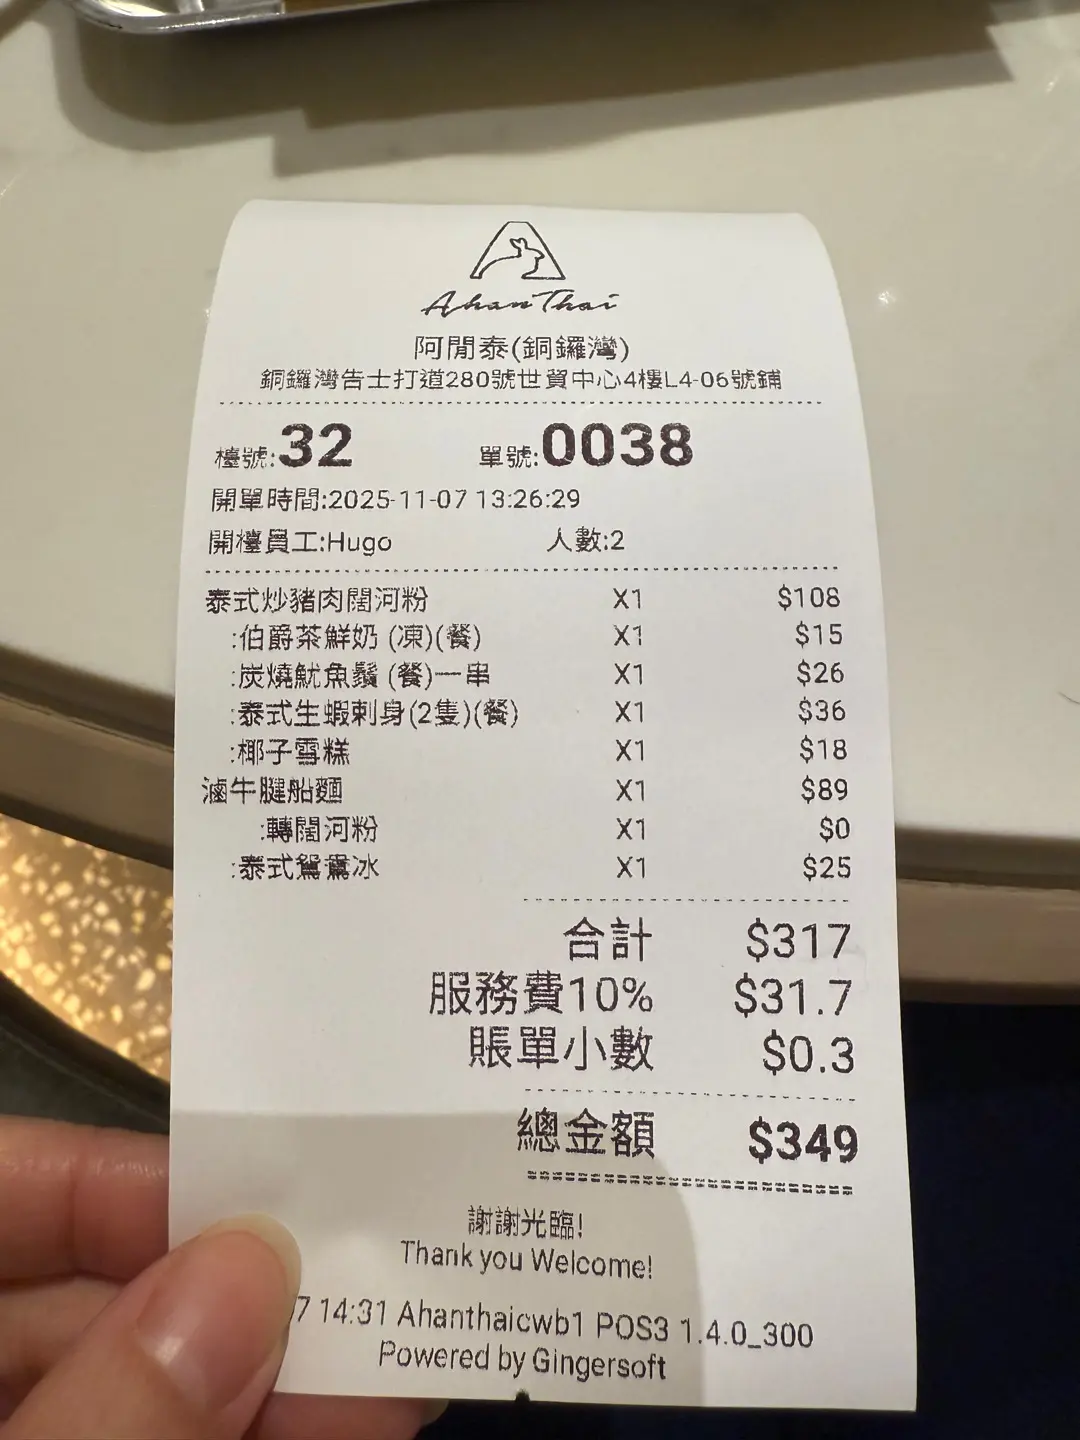 AhanThai
阿閒泰(銅鑼灣)
銅鑼灣告士打道280號世貿中心4樓L4-06號鋪
檯號:32 單號:0038
開單時間:2025-11-07 13:26:29
開檯員工:Hugo 人數:2
泰式炒豬肉闊河粉 X1 $108
:伯爵茶鮮奶 (凍)(餐) X1 $15
:炭燒魷魚鬚 (餐)一串 X1 $26
:泰式生蝦刺身(2隻)(餐) X1 $36
:椰子雪糕 X1 $18
滷牛腱船麵 X1 $89
:轉闊河粉 X1 $0
:泰式鴛鴦冰 X1 $25
合計 $317
服務費10% $31.7
賬單小數 $0.3
總金額 $349
謝謝光臨!
Thank you Welcome!
7 14:31 Ahanthaicwb1 POS3 1.4.0_300
Powered by Gingersoft